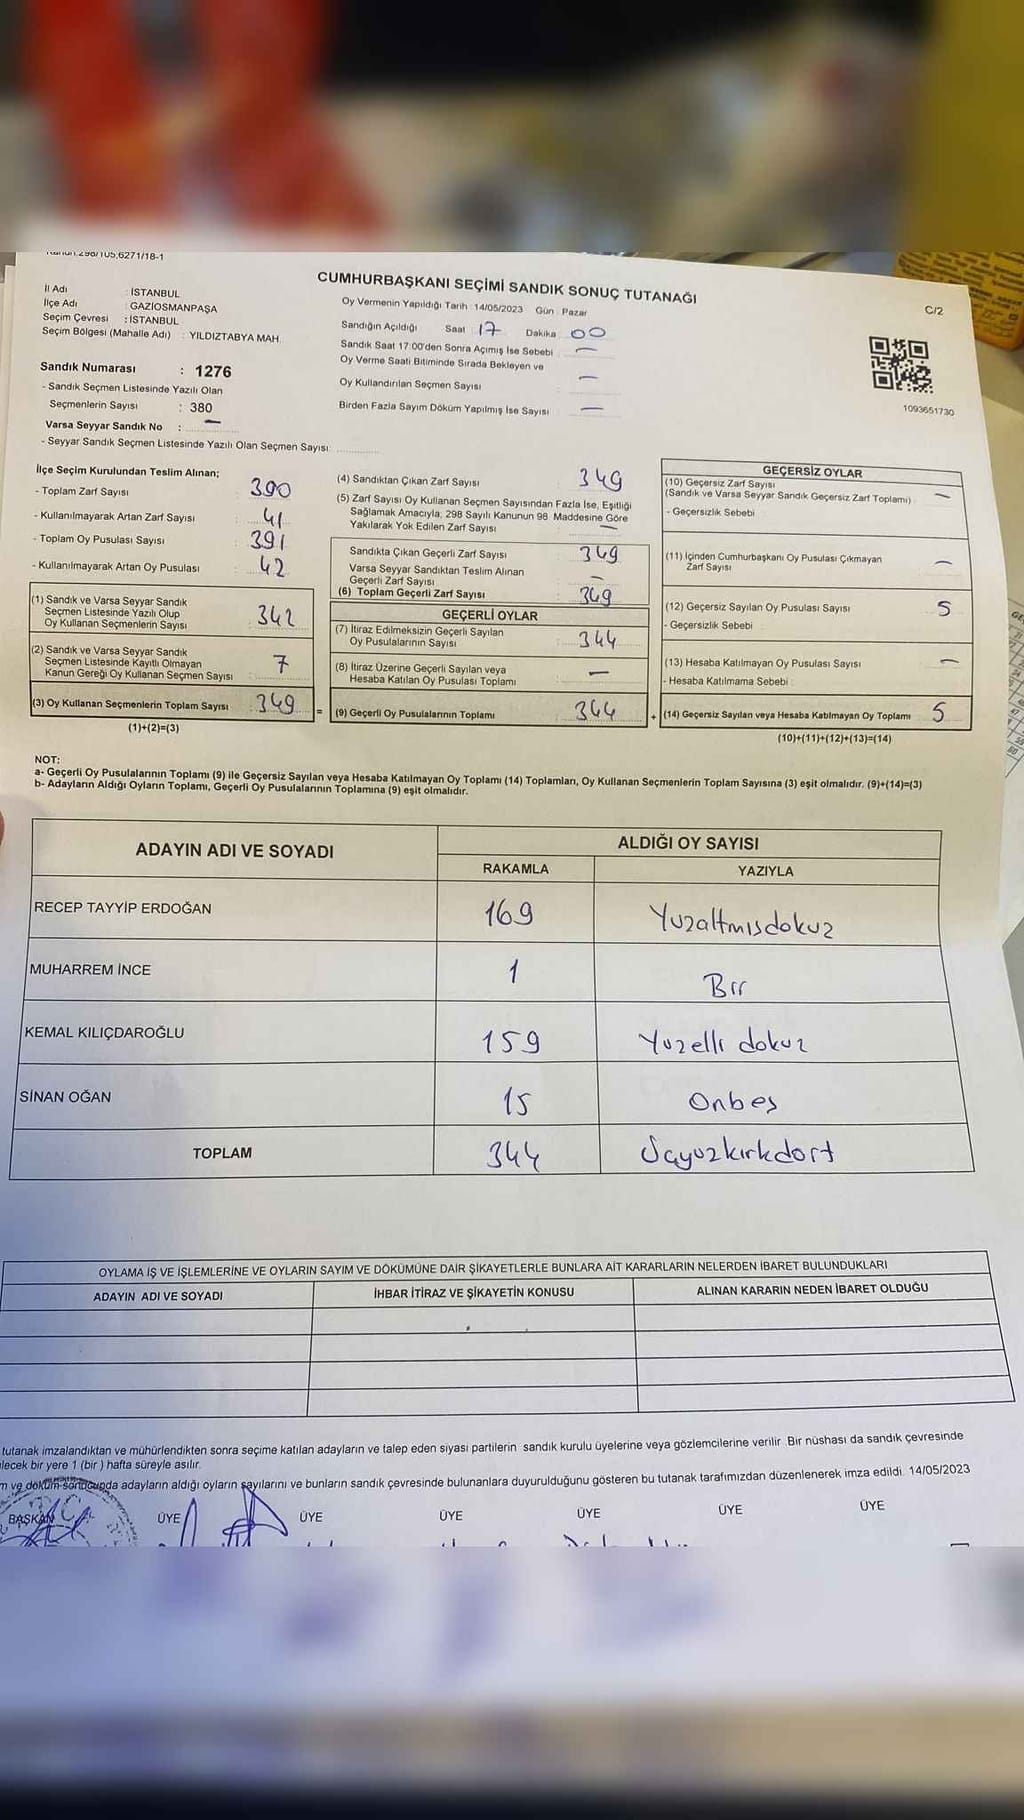 Kanun:298/105,6271/18-1
CUMHURBAŞKANI SEÇİMİ SANDIK SONUÇ TUTANAĞI
C/2
İl Adı : İSTANBUL
İlçe Adı : GAZİOSMANPAŞA
Seçim Çevresi : İSTANBUL
Seçim Bölgesi (Mahalle Adı) : YILDIZTABYA MAH.
Oy Vermenin Yapıldığı Tarih : 14/05/2023 Gün : Pazar
Sandığın Açıldığı Saat 17 Dakika 00
Sandık Saat 17:00'den Sonra Açımış İse Sebebi : —
Oy Verme Saati Bitiminde Sırada Bekleyen ve
Oy Kullandırılan Seçmen Sayısı : —
Birden Fazla Sayım Döküm Yapılmış İse Sayısı : —
1093651730
Sandık Numarası : 1276
- Sandık Seçmen Listesinde Yazılı Olan
Seçmenlerin Sayısı : 380
Varsa Seyyar Sandık No : —
- Seyyar Sandık Seçmen Listesinde Yazılı Olan Seçmen Sayısı:
İlçe Seçim Kurulundan Teslim Alınan;
- Toplam Zarf Sayısı : 390
- Kullanılmayarak Artan Zarf Sayısı : 41
- Toplam Oy Pusulası Sayısı : 391
- Kullanılmayarak Artan Oy Pusulası : 42
(1) Sandık ve Varsa Seyyar Sandık
Seçmen Listesinde Yazılı Olup
Oy Kullanan Seçmenlerin Sayısı : 342
(2) Sandık ve Varsa Seyyar Sandık
Seçmen Listesinde Kayıtlı Olmayan
Kanun Gereği Oy Kullanan Seçmen Sayısı : 7
(3) Oy Kullanan Seçmenlerin Toplam Sayısı : 349
(1)+(2)=(3)
(4) Sandıktan Çıkan Zarf Sayısı : 349
(5) Zarf Sayısı Oy Kullanan Seçmen Sayısından Fazla İse, Eşitliği
Sağlamak Amacıyla; 298 Sayılı Kanunun 98. Maddesine Göre
Yakılarak Yok Edilen Zarf Sayısı : —
Sandıkta Çıkan Geçerli Zarf Sayısı : 349
Varsa Seyyar Sandıktan Teslim Alınan
Geçerli Zarf Sayısı : —
(6) Toplam Geçerli Zarf Sayısı : 349
GEÇERLİ OYLAR
(7) İtiraz Edilmeksizin Geçerli Sayılan
Oy Pusulalarının Sayısı : 344
(8) İtiraz Üzerine Geçerli Sayılan veya
Hesaba Katılan Oy Pusulası Toplamı : —
= (9) Geçerli Oy Pusulalarının Toplamı : 344
GEÇERSİZ OYLAR
(10) Geçersiz Zarf Sayısı
(Sandık ve Varsa Seyyar Sandık Geçersiz Zarf Toplamı) : —
- Geçersizlik Sebebi :
(11) İçinden Cumhurbaşkanı Oy Pusulası Çıkmayan
Zarf Sayısı : —
(12) Geçersiz Sayılan Oy Pusulası Sayısı : 5
- Geçersizlik Sebebi :
(13) Hesaba Katılmayan Oy Pusulası Sayısı : —
- Hesaba Katılmama Sebebi :
+ (14) Geçersiz Sayılan veya Hesaba Katılmayan Oy Toplamı : 5
(10)+(11)+(12)+(13)=(14)
NOT:
a- Geçerli Oy Pusulalarının Toplamı (9) ile Geçersiz Sayılan veya Hesaba Katılmayan Oy Toplamı (14) Toplamları, Oy Kullanan Seçmenlerin Toplam Sayısına (3) eşit olmalıdır. (9)+(14)=(3)
b- Adayların Aldığı Oyların Toplamı, Geçerli Oy Pusulalarının Toplamına (9) eşit olmalıdır.
ADAYIN ADI VE SOYADI
ALDIĞI OY SAYISI
RAKAMLA YAZIYLA
RECEP TAYYİP ERDOĞAN 169 Yuzaltmısdokuz
MUHARREM İNCE 1 Bır
KEMAL KILIÇDAROĞLU 159 Yuzellı dokuz
SİNAN OĞAN 15 Onbeş
TOPLAM 344 Üçyuzkırkdort
OYLAMA İŞ VE İŞLEMLERİNE VE OYLARIN SAYIM VE DÖKÜMÜNE DAİR ŞİKAYETLERLE BUNLARA AİT KARARLARIN NELERDEN İBARET BULUNDUKLARI
ADAYIN ADI VE SOYADI İHBAR İTİRAZ VE ŞİKAYETİN KONUSU ALINAN KARARIN NEDEN İBARET OLDUĞU
tutanak imzalandıktan ve mühürlendikten sonra seçime katılan adayların ve talep eden siyasi partilerin sandık kurulu üyelerine veya gözlemcilerine verilir. Bir nüshası da sandık çevresinde
lecek bir yere 1 (bir ) hafta süreyle asılır.
m ve döküm sonucunda adayların aldığı oyların sayılarını ve bunların sandık çevresinde bulunanlara duyurulduğunu gösteren bu tutanak tarafımızdan düzenlenerek imza edildi. 14/05/2023
BAŞKAN ÜYE ÜYE ÜYE ÜYE ÜYE ÜYE